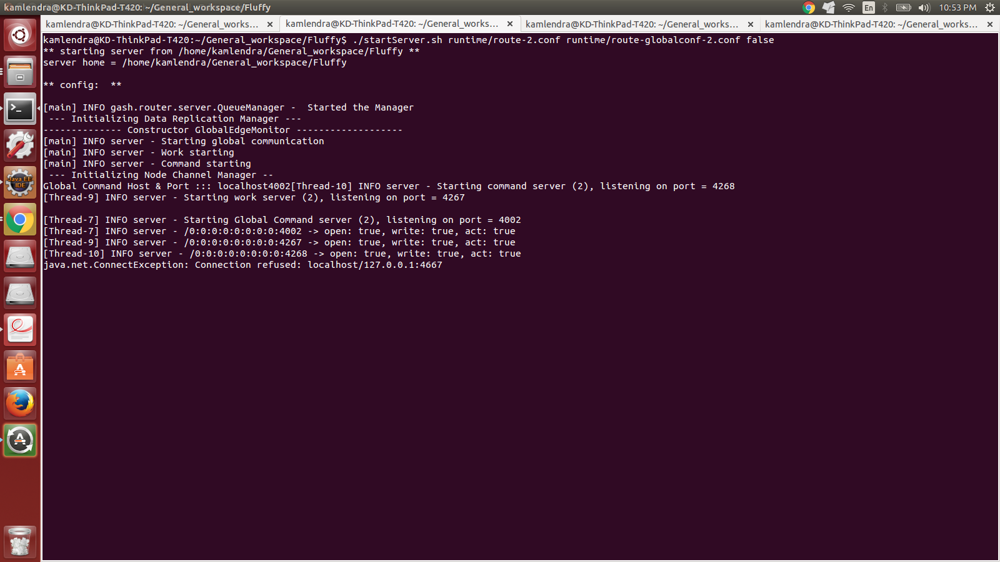 kamlendra@KD-ThinkPad-T420: ~/General_workspace/Fluffy
En
10:53 PM
kamlendra@KD-ThinkPad-T420: ~/General_works... ×
kamlendra@KD-ThinkPad-T420: ~/General_works... ×
kamlendra@KD-ThinkPad-T420: ~/General_works... ×
kamlendra@KD-ThinkPad-T420: ~/General_works... ×
kamlendra@KD-ThinkPad-T420:~/General_workspace/Fluffy$ ./startServer.sh runtime/route-2.conf runtime/route-globalconf-2.conf false
** starting server from /home/kamlendra/General_workspace/Fluffy **
server home = /home/kamlendra/General_workspace/Fluffy
** config:  **
[main] INFO gash.router.server.QueueManager -  Started the Manager
 --- Initializing Data Replication Manager ---
-------------- Constructor GlobalEdgeMonitor -------------------
[main] INFO server - Starting global communication
[main] INFO server - Work starting
[main] INFO server - Command starting
 --- Initializing Node Channel Manager --
Global Command Host & Port ::: localhost4002[Thread-10] INFO server - Starting command server (2), listening on port = 4268
[Thread-9] INFO server - Starting work server (2), listening on port = 4267
[Thread-7] INFO server - Starting Global Command server (2), listening on port = 4002
[Thread-7] INFO server - /0:0:0:0:0:0:0:0:4002 -> open: true, write: true, act: true
[Thread-9] INFO server - /0:0:0:0:0:0:0:0:4267 -> open: true, write: true, act: true
[Thread-10] INFO server - /0:0:0:0:0:0:0:0:4268 -> open: true, write: true, act: true
java.net.ConnectException: Connection refused: localhost/127.0.0.1:4667
Java EE
IDE